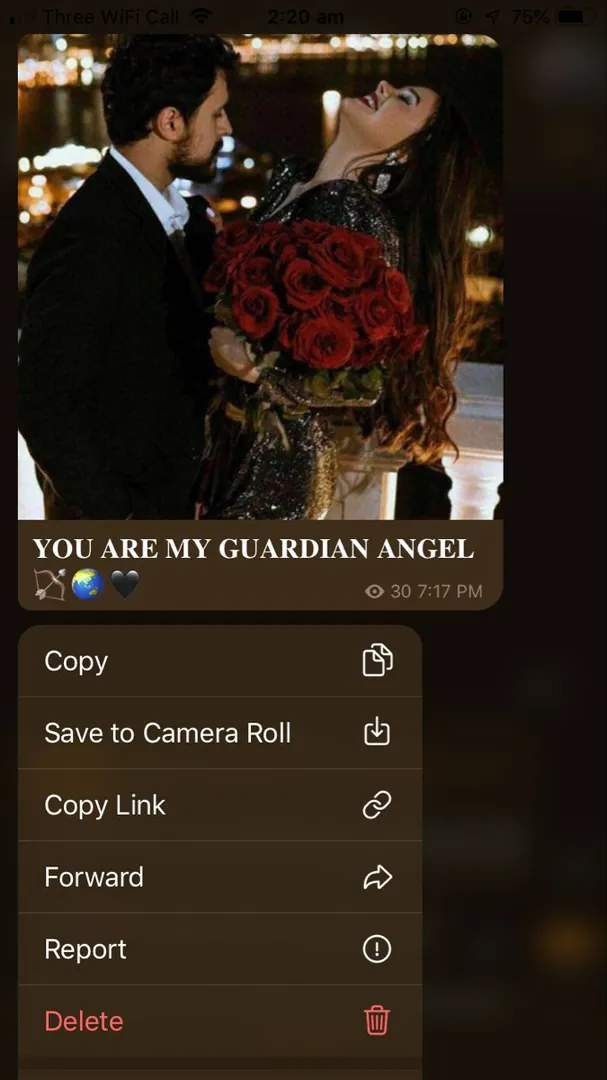 Three WiFi Call 2:20 am 75%
YOU ARE MY GUARDIAN ANGEL
🏹🌏🖤 30 7:17 PM
Copy
Save to Camera Roll
Copy Link
Forward
Report
Delete